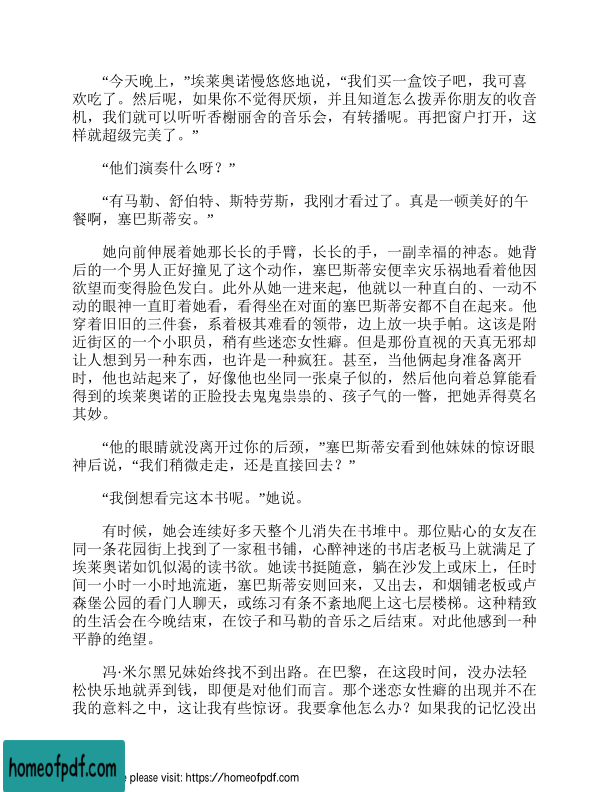 “今天晚上，”埃莱奥诺慢悠悠地说，“我们买一盒饺子吧，我可喜
欢吃了。然后呢，如果你不觉得厌烦，并且知道怎么拨弄你朋友的收音
机，我们就可以听听香榭丽舍的音乐会，有转播呢。再把窗户打开，这
样就超级完美了。”
“他们演奏什么呀？”
“有马勒、舒伯特、斯特劳斯，我刚才看过了。真是一顿美好的午
餐啊，塞巴斯蒂安。”
她向前伸展着她那长长的手臂，长长的手，一副幸福的神态。她背
后的一个男人正好撞见了这个动作，塞巴斯蒂安便幸灾乐祸地看着他因
欲望而变得脸色发白。此外从她一进来起，他就以一种直白的、一动不
动的眼神一直盯着她看，看得坐在对面的塞巴斯蒂安都不自在起来。他
穿着旧旧的三件套，系着极其难看的领带，边上放一块手帕。这该是附
近街区的一个小职员，稍有些迷恋女性癖。但是那份直视的天真无邪却
让人想到另一种东西，也许是一种疯狂。甚至，当他俩起身准备离开
时，他也站起来了，好像他也坐同一张桌子似的，然后他向着总算能看
得到的埃莱奥诺的正脸投去鬼鬼祟祟的、孩子气的一瞥，把她弄得莫名
其妙。
“他的眼睛就没离开过你的后颈，”塞巴斯蒂安看到他妹妹的惊讶眼
神后说，“我们稍微走走，还是直接回去？”
“我倒想看完这本书呢。”她说。
有时候，她会连续好多天整个儿消失在书堆中。那位贴心的女友在
同一条花园街上找到了一家租书铺，心醉神迷的书店老板马上就满足了
埃莱奥诺如饥似渴的读书欲。她读书挺随意，躺在沙发上或床上，任时
间一小时一小时地流逝，塞巴斯蒂安则回来，又出去，和烟铺老板或卢
森堡公园的看门人聊天，或练习有条不紊地爬上这七层楼梯。这种精致
的生活会在今晚结束，在饺子和马勒的音乐之后结束。对此他感到一种
平静的绝望。
冯·米尔黑兄妹始终找不到出路。在巴黎，在这段时间，没办法轻
松快乐地就弄到钱，即便是对他们而言。那个迷恋女性癖的出现并不在
我的意料之中，这让我有些惊讶。我要拿他怎么办？如果我的记忆没出
homeofpdf.com
please visit: https://homeofpdf.com